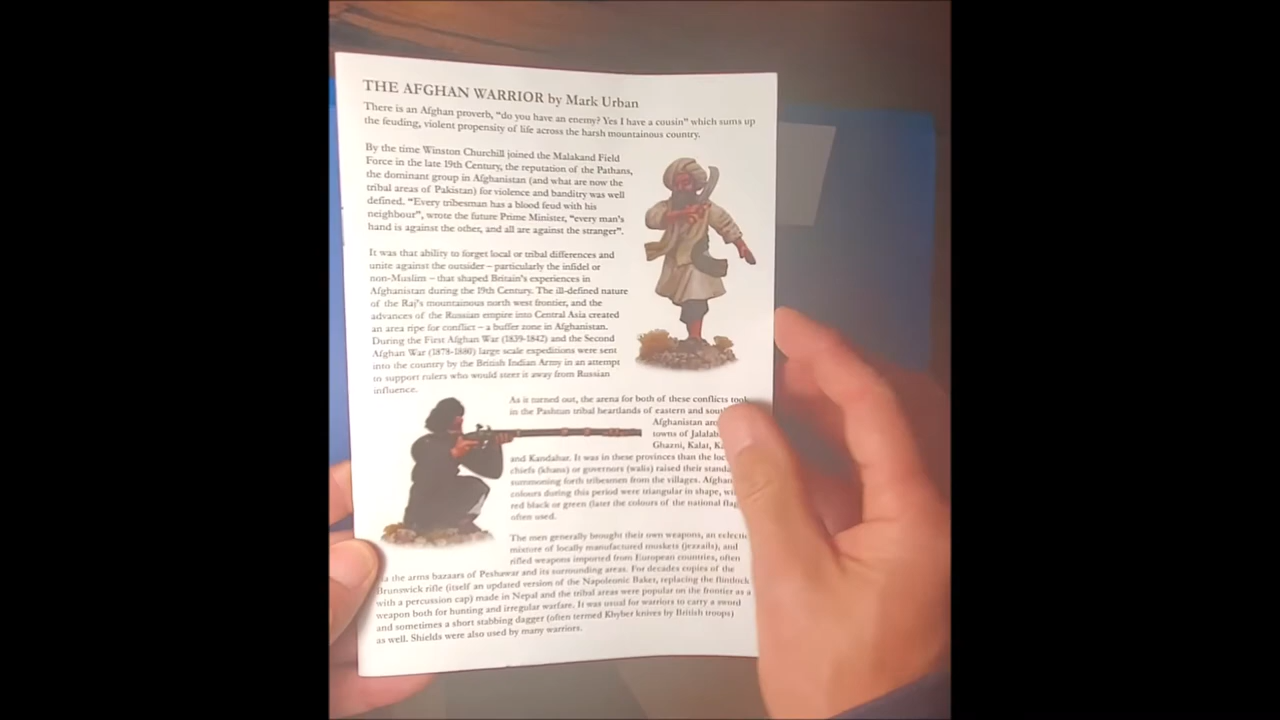 THE AFGHAN WARRIOR by Mark Urban
There is an Afghan proverb, "do you have an enemy? Yes I have a cousin" which sums up
the feuding, violent propensity of life across the harsh mountainous country.
By the time Winston Churchill joined the Malakand Field
Force in the late 19th Century, the reputation of the Pathans,
the dominant group in Afghanistan (and what are now the
tribal areas of Pakistan) for violence and banditry was well
defined. "Every tribesman has a blood feud with his
neighbour", wrote the future Prime Minister, "every man's
hand is against the other, and all are against the stranger".
It was that ability to forget local or tribal differences and
unite against the outsider – particularly the infidel or
non-Muslim – that shaped Britain's experiences in
Afghanistan during the 19th Century. The ill-defined nature
of the Raj's mountainous north west frontier, and the
advances of the Russian empire into Central Asia created
an area ripe for conflict – a buffer zone in Afghanistan.
During the First Afghan War (1839-1842) and the Second
Afghan War (1878-1880) large scale expeditions were sent
into the country by the British Indian Army in an attempt
to support rulers who would steer it away from Russian
influence.
As it turned out, the arena for both of these conflicts took
in the Pashtun tribal heartlands of eastern and
Afghanistan
towns of
Ghazni, Kalat,
and Kandahar. It was in these provinces than the
chiefs (khans) or governors (walis) raised their
summoning forth tribesmen from the villages. Afghan
colours during this period were triangular in shape,
red black or green (later the colours of the national
often used.
The men generally brought their own weapons, an eclectic
mixture of locally manufactured muskets (jezzails), and
rifled weapons imported from European countries, often
the arms bazaars of Peshawar and its surrounding areas. For decades copies of the
Brunswick rifle (itself an updated version of the Napoleonic Baker, replacing the flintlock
with a percussion cap) made in Nepal and the tribal areas were popular on the frontier as a
weapon both for hunting and irregular warfare. It was usual for warriors to carry a sword
and sometimes a short stabbing dagger (often termed Khyber knives by British troops)
as well. Shields were also used by many warriors.